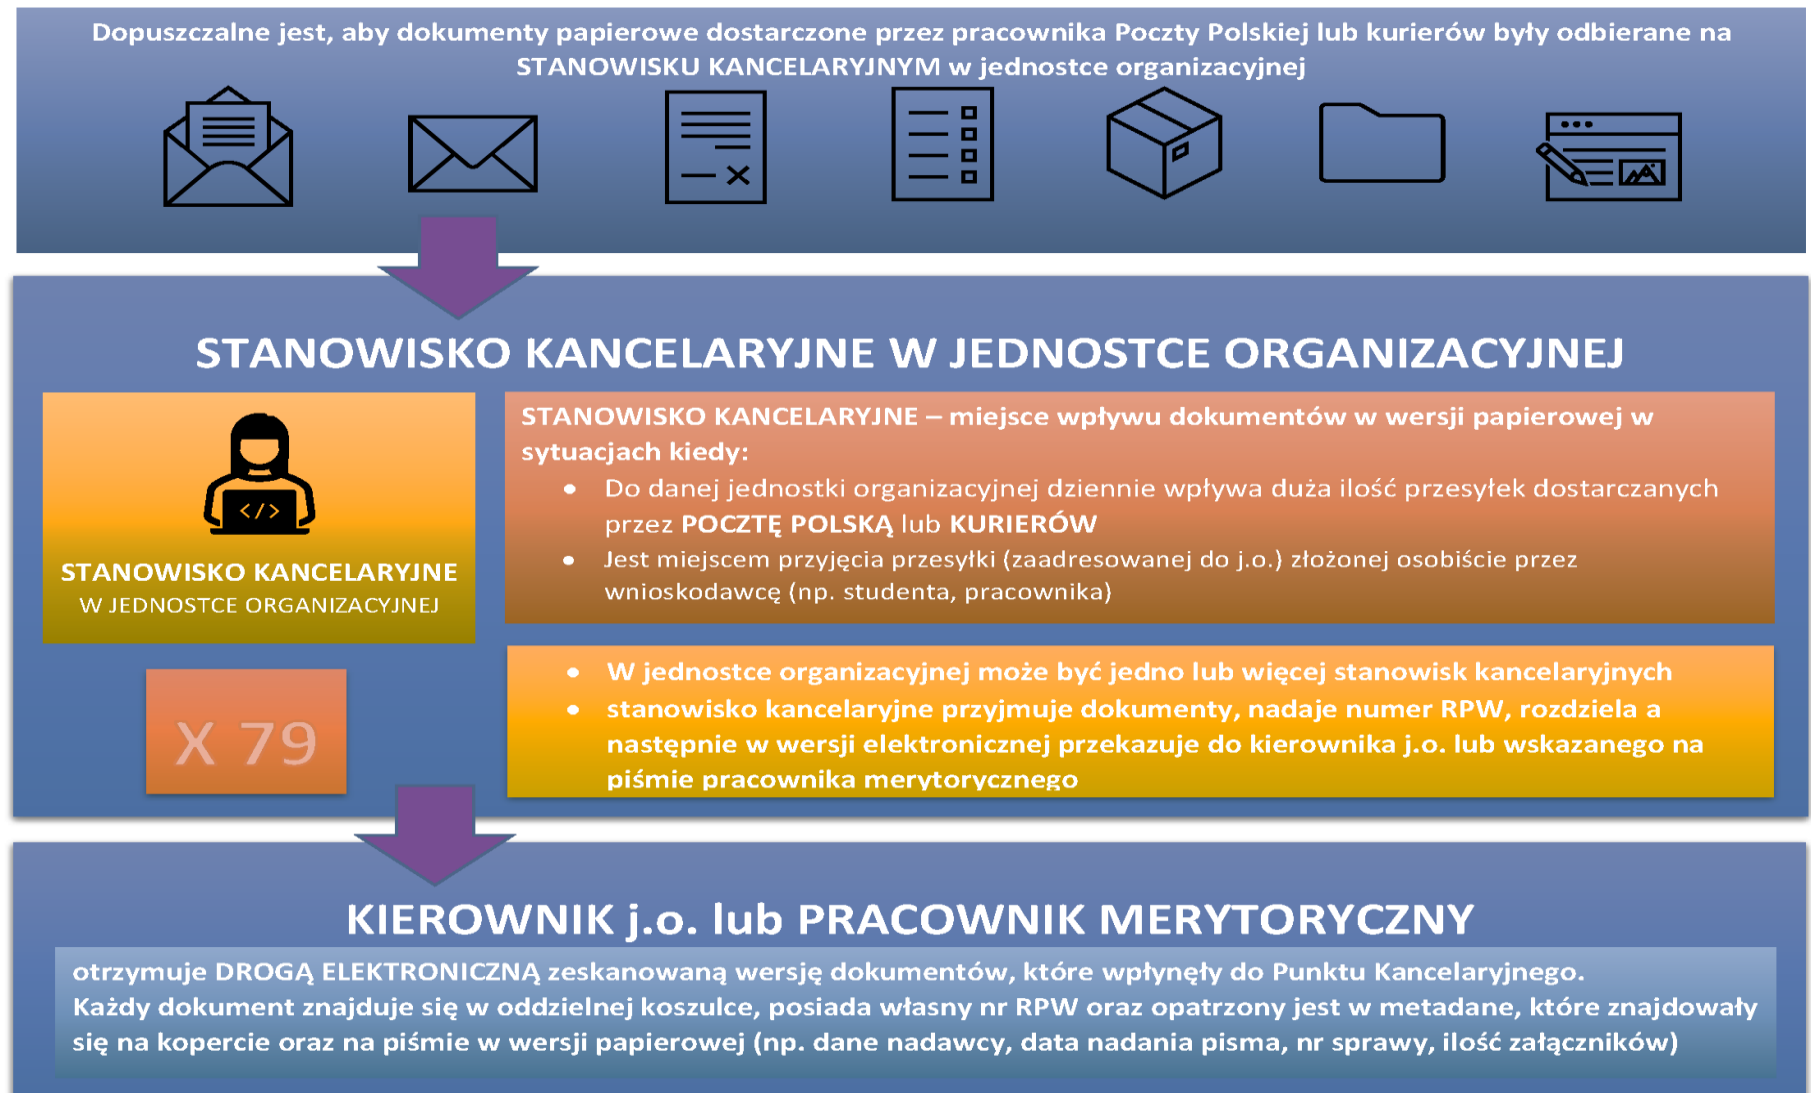 Dopuszczalne jest, aby dokumenty papierowe dostarczone przez pracownika Poczty Polskiej lub kurierów były odbierane na
STANOWISKU KANCELARYJNYM w jednostce organizacyjnej
STANOWISKO KANCELARYJNE W JEDNOSTCE ORGANIZACYJNEJ
</>
STANOWISKO KANCELARYJNE
W JEDNOSTCE ORGANIZACYJNEJ
X 79
STANOWISKO KANCELARYJNE – miejsce wpływu dokumentów w wersji papierowej w
sytuacjach kiedy:
• Do danej jednostki organizacyjnej dziennie wpływa duża ilość przesyłek dostarczanych
przez POCZTĘ POLSKĄ lub KURIERÓW
• Jest miejscem przyjęcia przesyłki (zaadresowanej do j.o.) złożonej osobiście przez
wnioskodawcę (np. studenta, pracownika)
• W jednostce organizacyjnej może być jedno lub więcej stanowisk kancelaryjnych
• stanowisko kancelaryjne przyjmuje dokumenty, nadaje numer RPW, rozdziela a
następnie w wersji elektronicznej przekazuje do kierownika j.o. lub wskazanego na
piśmie pracownika merytorycznego
KIEROWNIK j.o. lub PRACOWNIK MERYTORYCZNY
otrzymuje DROGĄ ELEKTRONICZNĄ zeskanowaną wersję dokumentów, które wpłynęły do Punktu Kancelaryjnego.
Każdy dokument znajduje się w oddzielnej koszulce, posiada własny nr RPW oraz opatrzony jest w metadane, które znajdowały
się na kopercie oraz na piśmie w wersji papierowej (np. dane nadawcy, data nadania pisma, nr sprawy, ilość załączników)